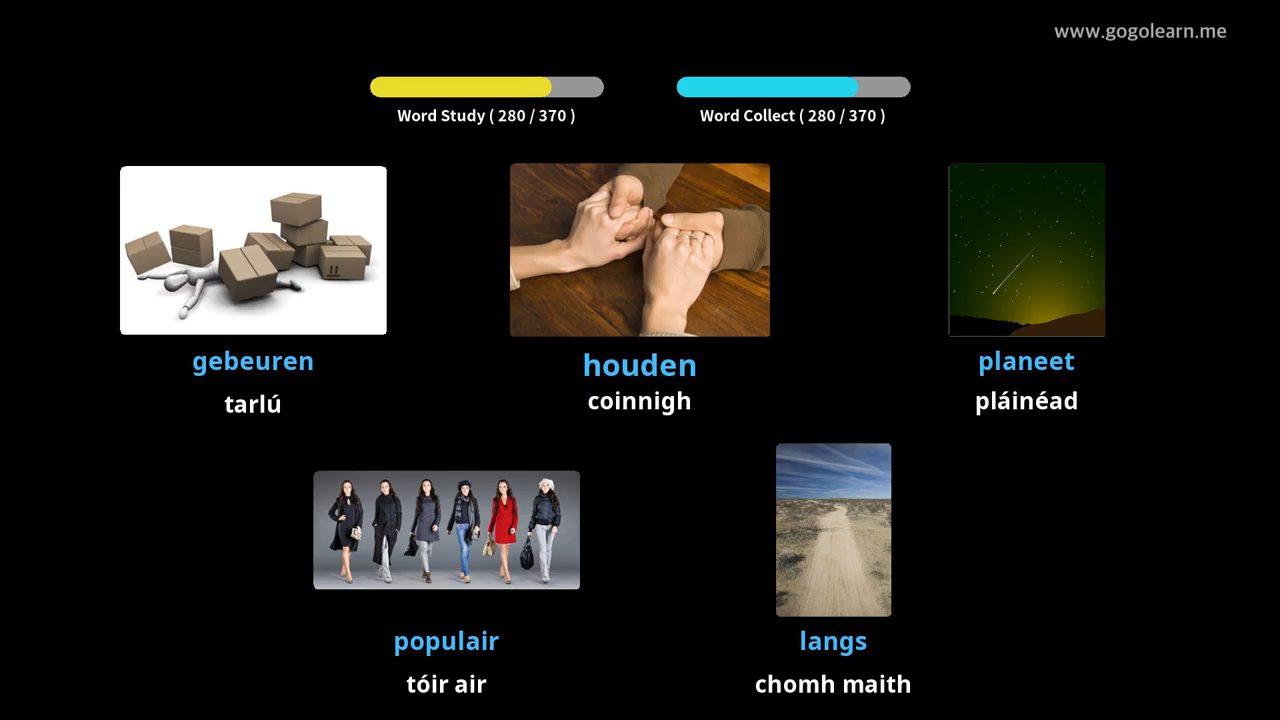 www.gogolearn.me
Word Study ( 280 / 370 )
Word Collect ( 280 / 370 )
gebeuren
tarlú
houden
coinnigh
planeet
pláinéad
populair
tóir air
langs
chomh maith